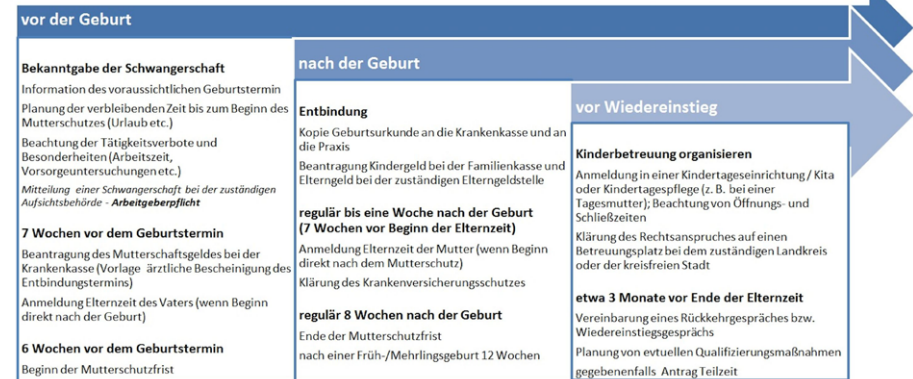 vor der Geburt
Bekanntgabe der Schwangerschaft
Information des voraussichtlichen Geburtstermin
Planung der verbleibenden Zeit bis zum Beginn des
Mutterschutzes (Urlaub etc.)
Beachtung der Tätigkeitsverbote und
Besonderheiten (Arbeitszeit,
Vorsorgeuntersuchungen etc.)
Mitteilung einer Schwangerschaft bei der zuständigen
Aufsichtsbehörde - Arbeitgeberpflicht
7 Wochen vor dem Geburtstermin
Beantragung des Mutterschaftsgeldes bei der
Krankenkasse (Vorlage ärztliche Bescheinigung des
Entbindungstermins)
Anmeldung Elternzeit des Vaters (wenn Beginn
direkt nach der Geburt)
6 Wochen vor dem Geburtstermin
Beginn der Mutterschutzfrist
nach der Geburt
Entbindung
Kopie Geburtsurkunde an die Krankenkasse und an
die Praxis
Beantragung Kindergeld bei der Familienkasse und
Elterngeld bei der zuständigen Elterngeldstelle
regulär bis eine Woche nach der Geburt
(7 Wochen vor Beginn der Elternzeit)
Anmeldung Elternzeit der Mutter (wenn Beginn
direkt nach dem Mutterschutz)
Klärung des Krankenversicherungsschutzes
regulär 8 Wochen nach der Geburt
Ende der Mutterschutzfrist
nach einer Früh-/Mehrlingsgeburt 12 Wochen
vor Wiedereinstieg
Kinderbetreuung organisieren
Anmeldung in einer Kindertageseinrichtung / Kita
oder Kindertagespflege (z. B. bei einer
Tagesmutter); Beachtung von Öffnungs- und
Schließzeiten
Klärung des Rechtsanspruches auf einen
Betreuungsplatz bei dem zuständigen Landkreis
oder der kreisfreien Stadt
etwa 3 Monate vor Ende der Elternzeit
Vereinbarung eines Rückkehrgespräches bzw.
Wiedereinstiegsgesprächs
Planung von evtuellen Qualifizierungsmaßnahmen
gegebenenfalls Antrag Teilzeit